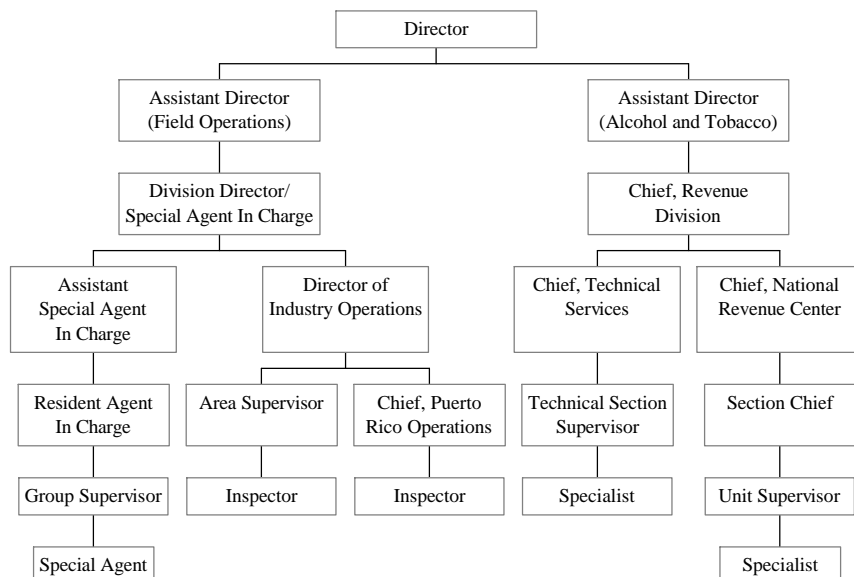 Director
Assistant Director
(Field Operations)
Assistant Director
(Alcohol and Tobacco)
Division Director/
Special Agent In Charge
Chief, Revenue
Division
Assistant
Special Agent
In Charge
Director of
Industry Operations
Chief, Technical
Services
Chief, National
Revenue Center
Resident Agent
In Charge
Area Supervisor
Chief, Puerto
Rico Operations
Technical Section
Supervisor
Section Chief
Group Supervisor
Inspector
Inspector
Specialist
Unit Supervisor
Special Agent
Specialist